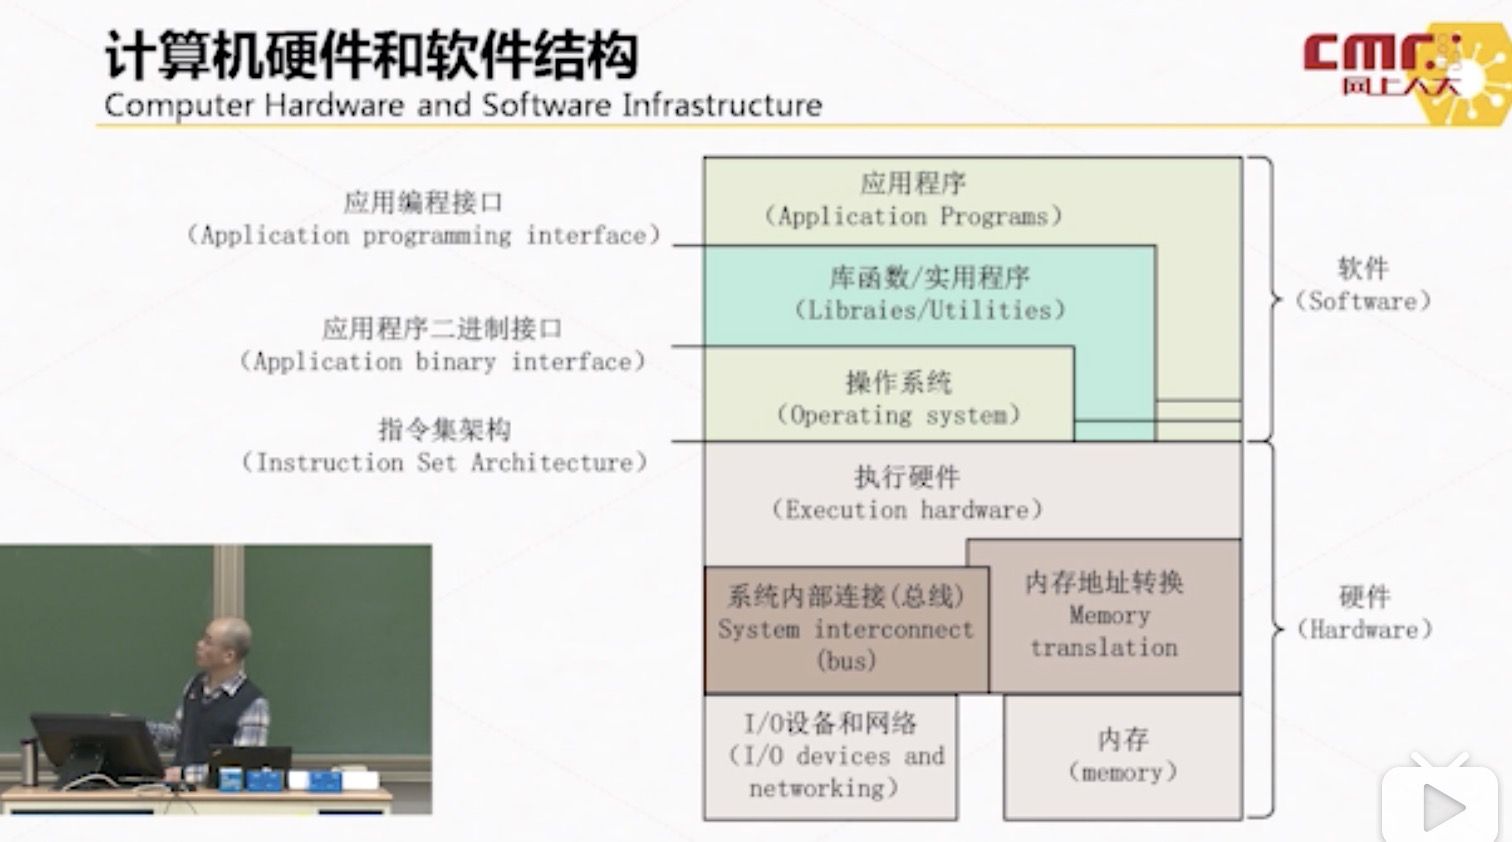 计算机硬件和软件结构
Computer Hardware and Software Infrastructure
cmr.
网上人大
应用编程接口
（Application programming interface）
应用程序二进制接口
（Application binary interface）
指令集架构
（Instruction Set Architecture）
应用程序
（Application Programs）
库函数/实用程序
（Libraies/Utilities）
操作系统
（Operating system）
执行硬件
（Execution hardware）
系统内部连接(总线)
System interconnect
(bus)
内存地址转换
Memory
translation
I/O设备和网络
（I/O devices and
networking）
内存
（memory）
软件
（Software）
硬件
（Hardware）